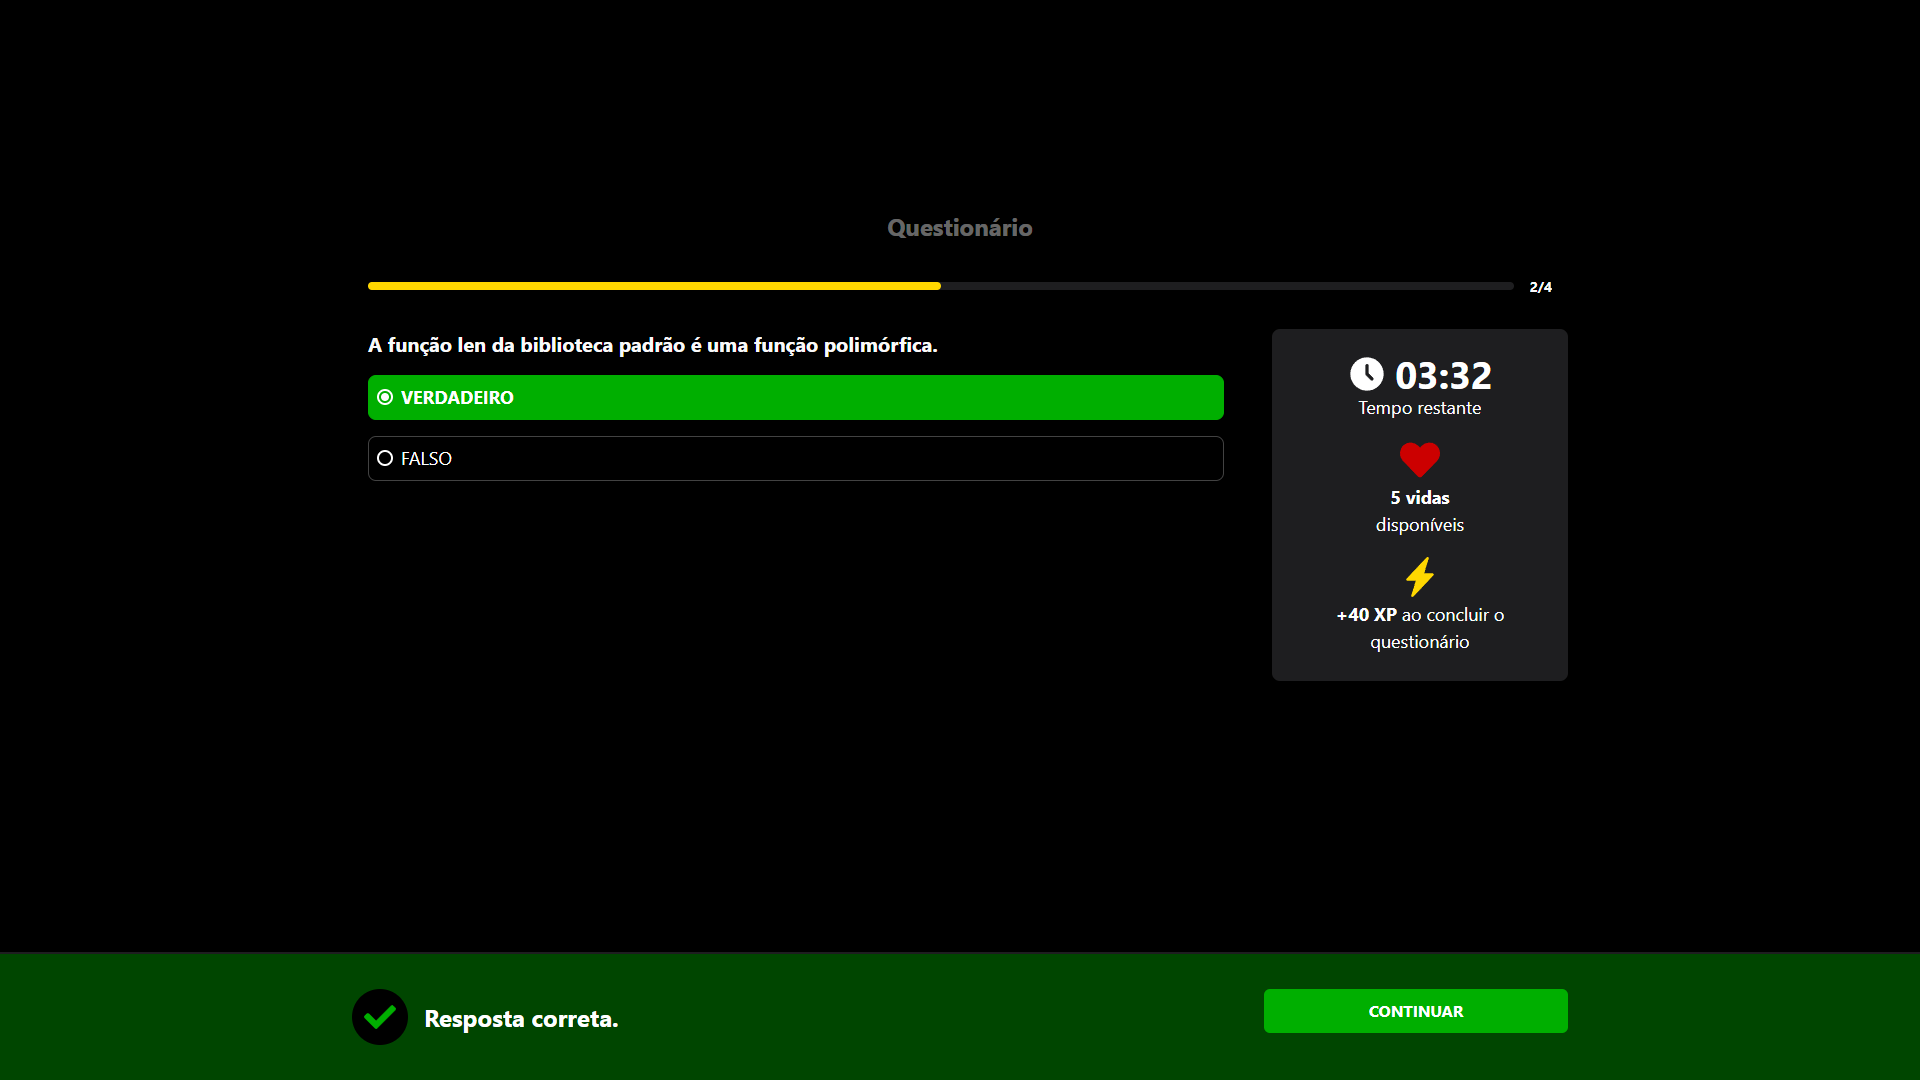 Questionário
2/4
A função len da biblioteca padrão é uma função polimórfica.
VERDADEIRO
FALSO
03:32
Tempo restante
5 vidas
disponíveis
+40 XP ao concluir o
questionário
Resposta correta.
CONTINUAR